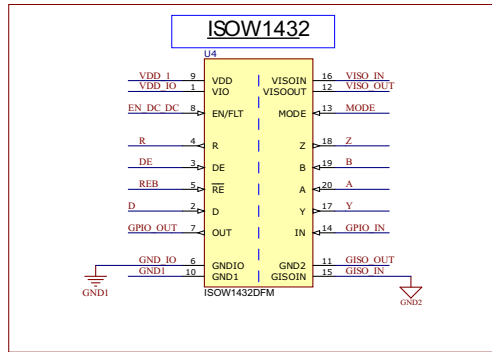 ISOW1432
U4
VDD_1 9 VDD VISOIN 16 VISO_IN
VDD_IO 1 VIO VISOOUT 12 VISO_OUT
EN_DC_DC 8 EN/FLT MODE 13 MODE
R 4 R Z 18 Z
DE 3 DE B 19 B
REB 5 RE A 20 A
D 2 D Y 17 Y
GPIO_OUT 7 OUT IN 14 GPIO_IN
GND_IO 6 GNDIO GND2 11 GISO_OUT
GND1 10 GND1 GISOIN 15 GISO_IN
GND1
ISOW1432DFM
GND2